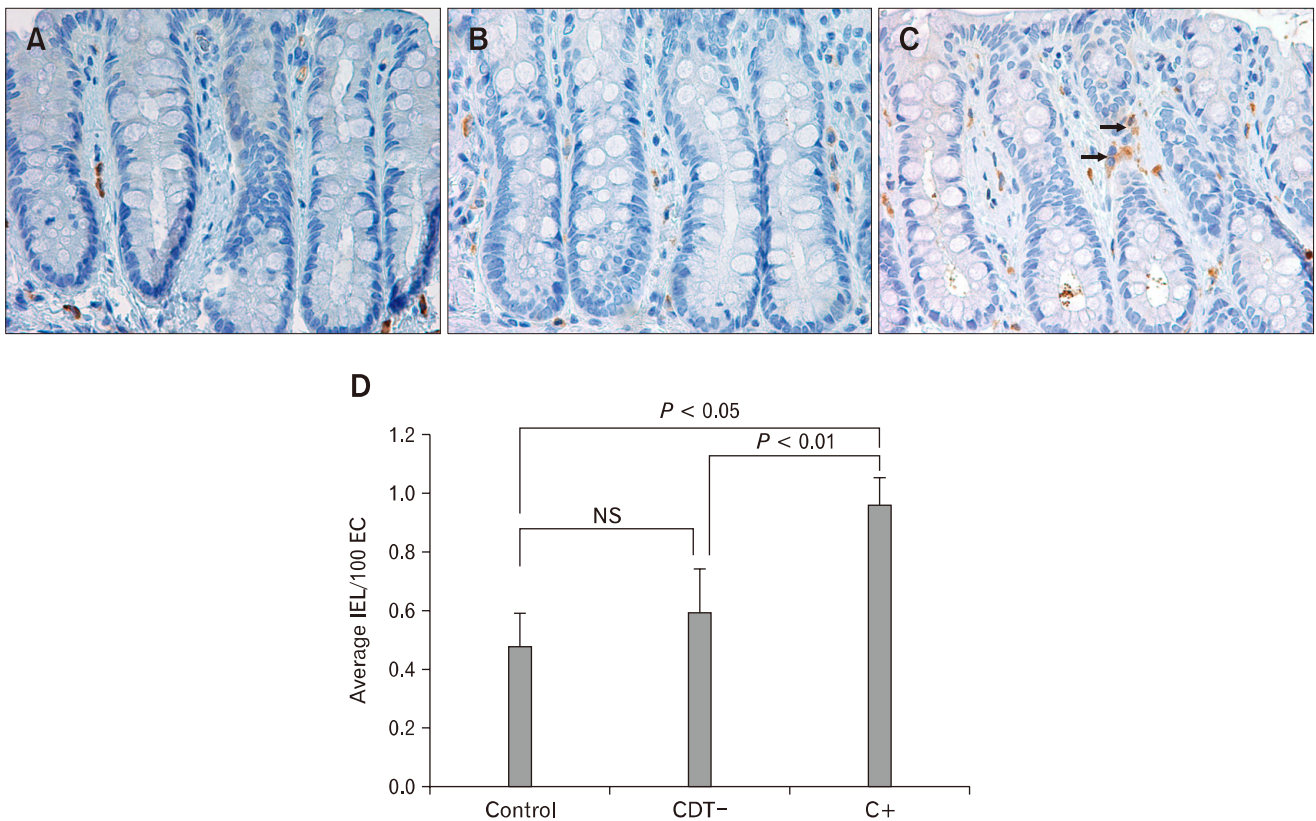 A
B
C
D
P < 0.05
P < 0.01
NS
Average IEL/100 EC
1.2
1.0
0.8
0.6
0.4
0.2
0.0
Control
CDT−
C+